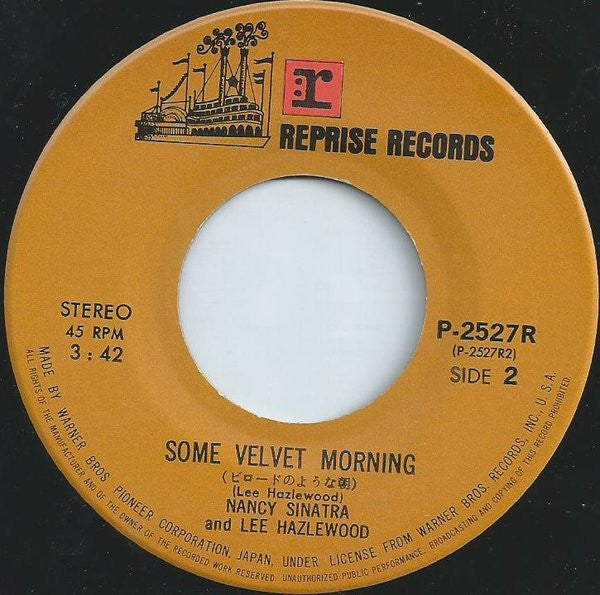 r:
REPRISE RECORDS
STEREO
45 RPM
3:42
P-2527R
(P-2527R2)
SIDE 2
SOME VELVET MORNING
(ビロードのような朝)
(Lee Hazlewood)
NANCY SINATRA
and LEE HAZLEWOOD
MADE BY WARNER BROS. PIONEER CORPORATION, JAPAN, UNDER LICENSE FROM WARNER BROS. RECORDS, INC., U.S.A.
ALL RIGHTS OF THE MANUFACTURER AND OF THE OWNER OF THE RECORDED WORK RESERVED. UNAUTHORIZED PUBLIC PERFORMANCE, BROADCASTING AND COPYING OF THIS RECORD PROHIBITED.